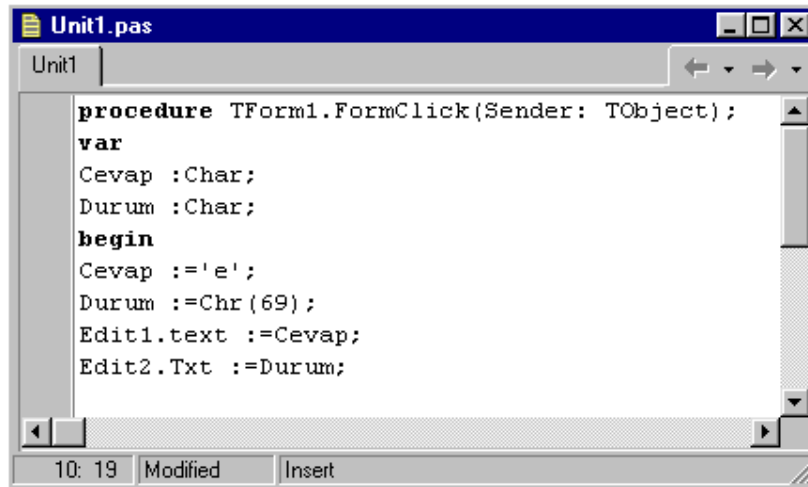 Unit1.pas
Unit1
procedure TForm1.FormClick(Sender: TObject);
var
Cevap :Char;
Durum :Char;
begin
Cevap :='e';
Durum :=Chr(69);
Edit1.text :=Cevap;
Edit2.Txt :=Durum;
10: 19 Modified Insert